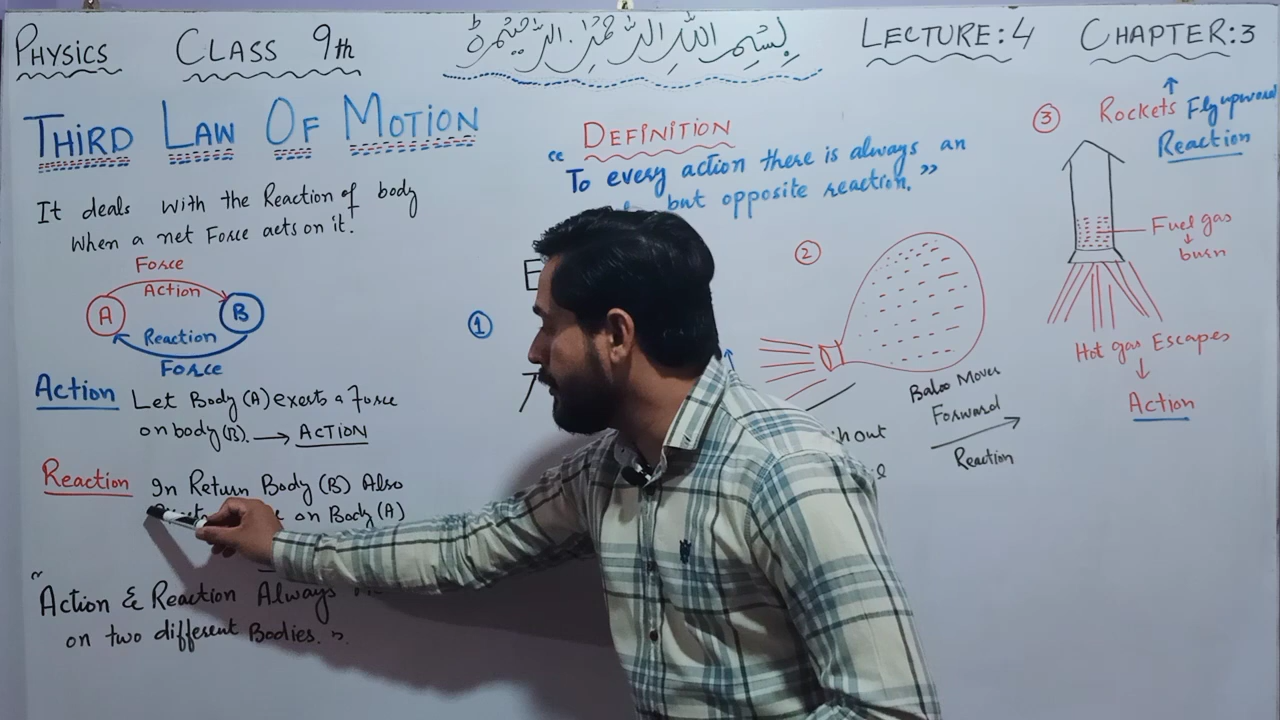 PHYSICS CLASS 9th
بِسْمِ اللهِ الرَّحْمٰنِ الرَّحِيْمِ
LECTURE:4 CHAPTER:3
THIRD LAW OF MOTION
It deals with the Reaction of body
when a net Force acts on it.
Force
Action
A B
Reaction
Force
Action Let Body (A) exerts a force
on body (B). → ACTION
Reaction In Return Body (B) Also
on Body (A)
"Action & Reaction Always
on two different Bodies."
DEFINITION
"To every action there is always an
but opposite reaction."
E
1
2
Baloo Moves
Forward
Reaction
3 Rockets Fly upward
Reaction
Fuel gas
↓
burn
Hot gas Escapes
↓
Action